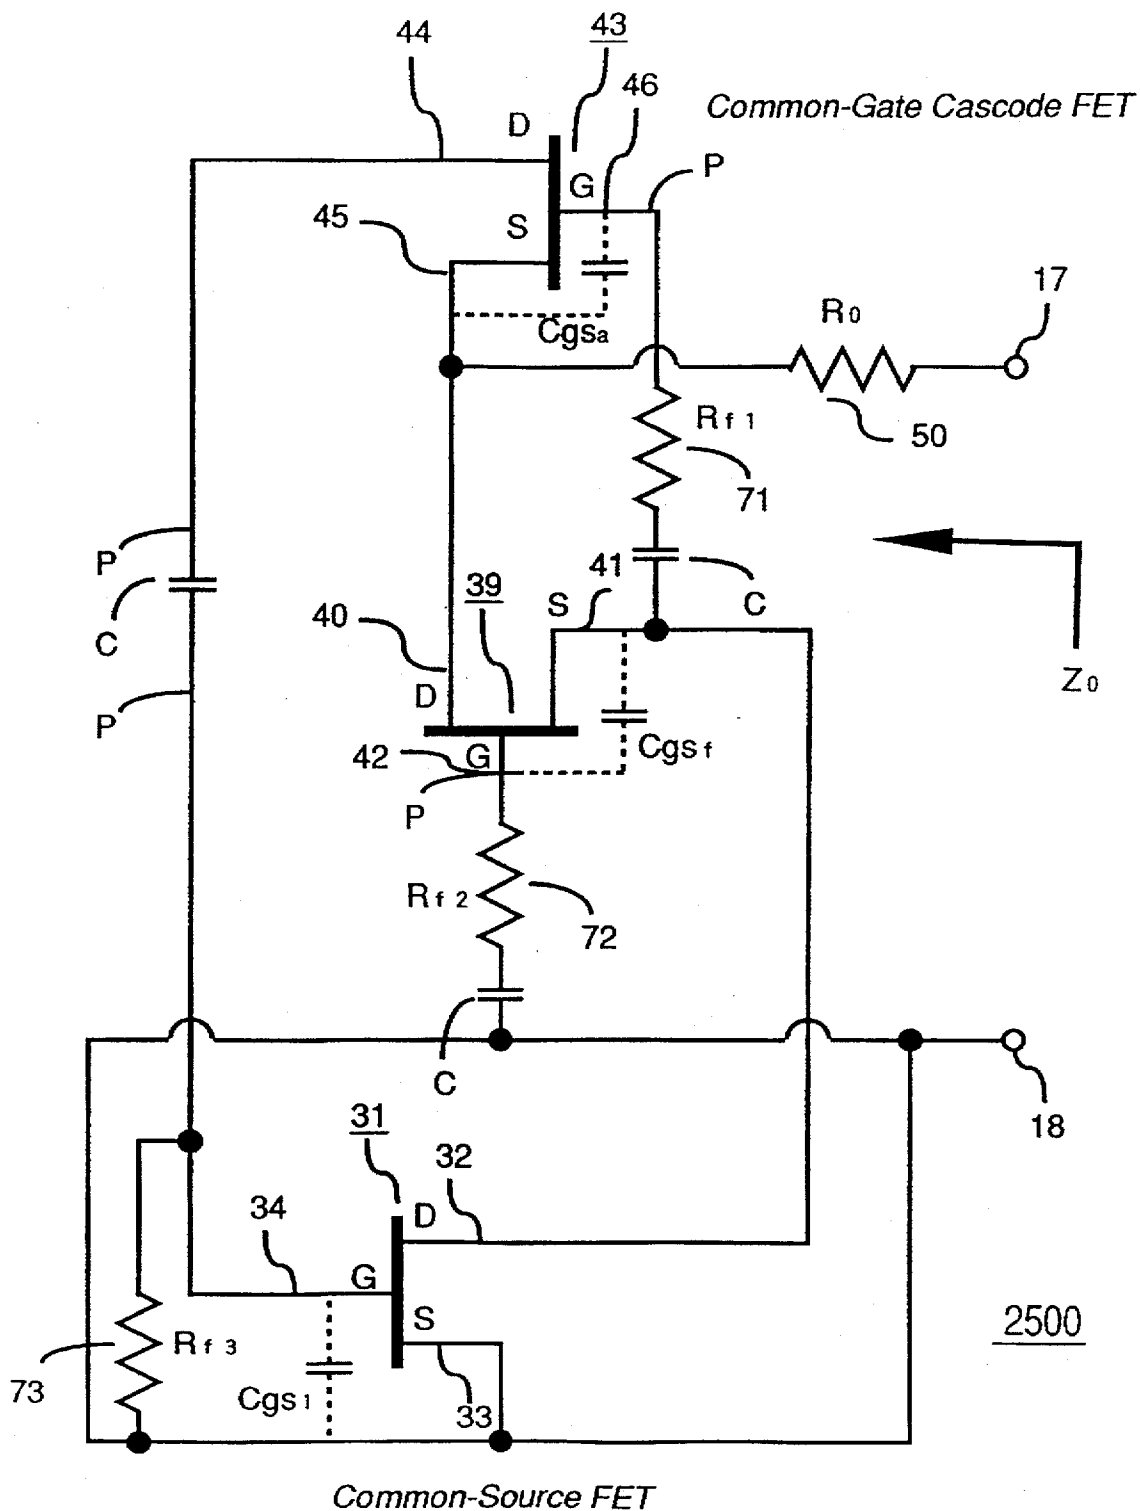 44
43
46
Common-Gate Cascode FET
D
G
P
45
S
17
R0
Cgsa
Rf1
50
71
P
C
41
39
S
C
C
40
D
Z0
P
42
G
Cgsf
P
Rf2
72
C
18
31
32
34
D
G
S
2500
Rf3
73
Cgs1
33
Common-Source FET